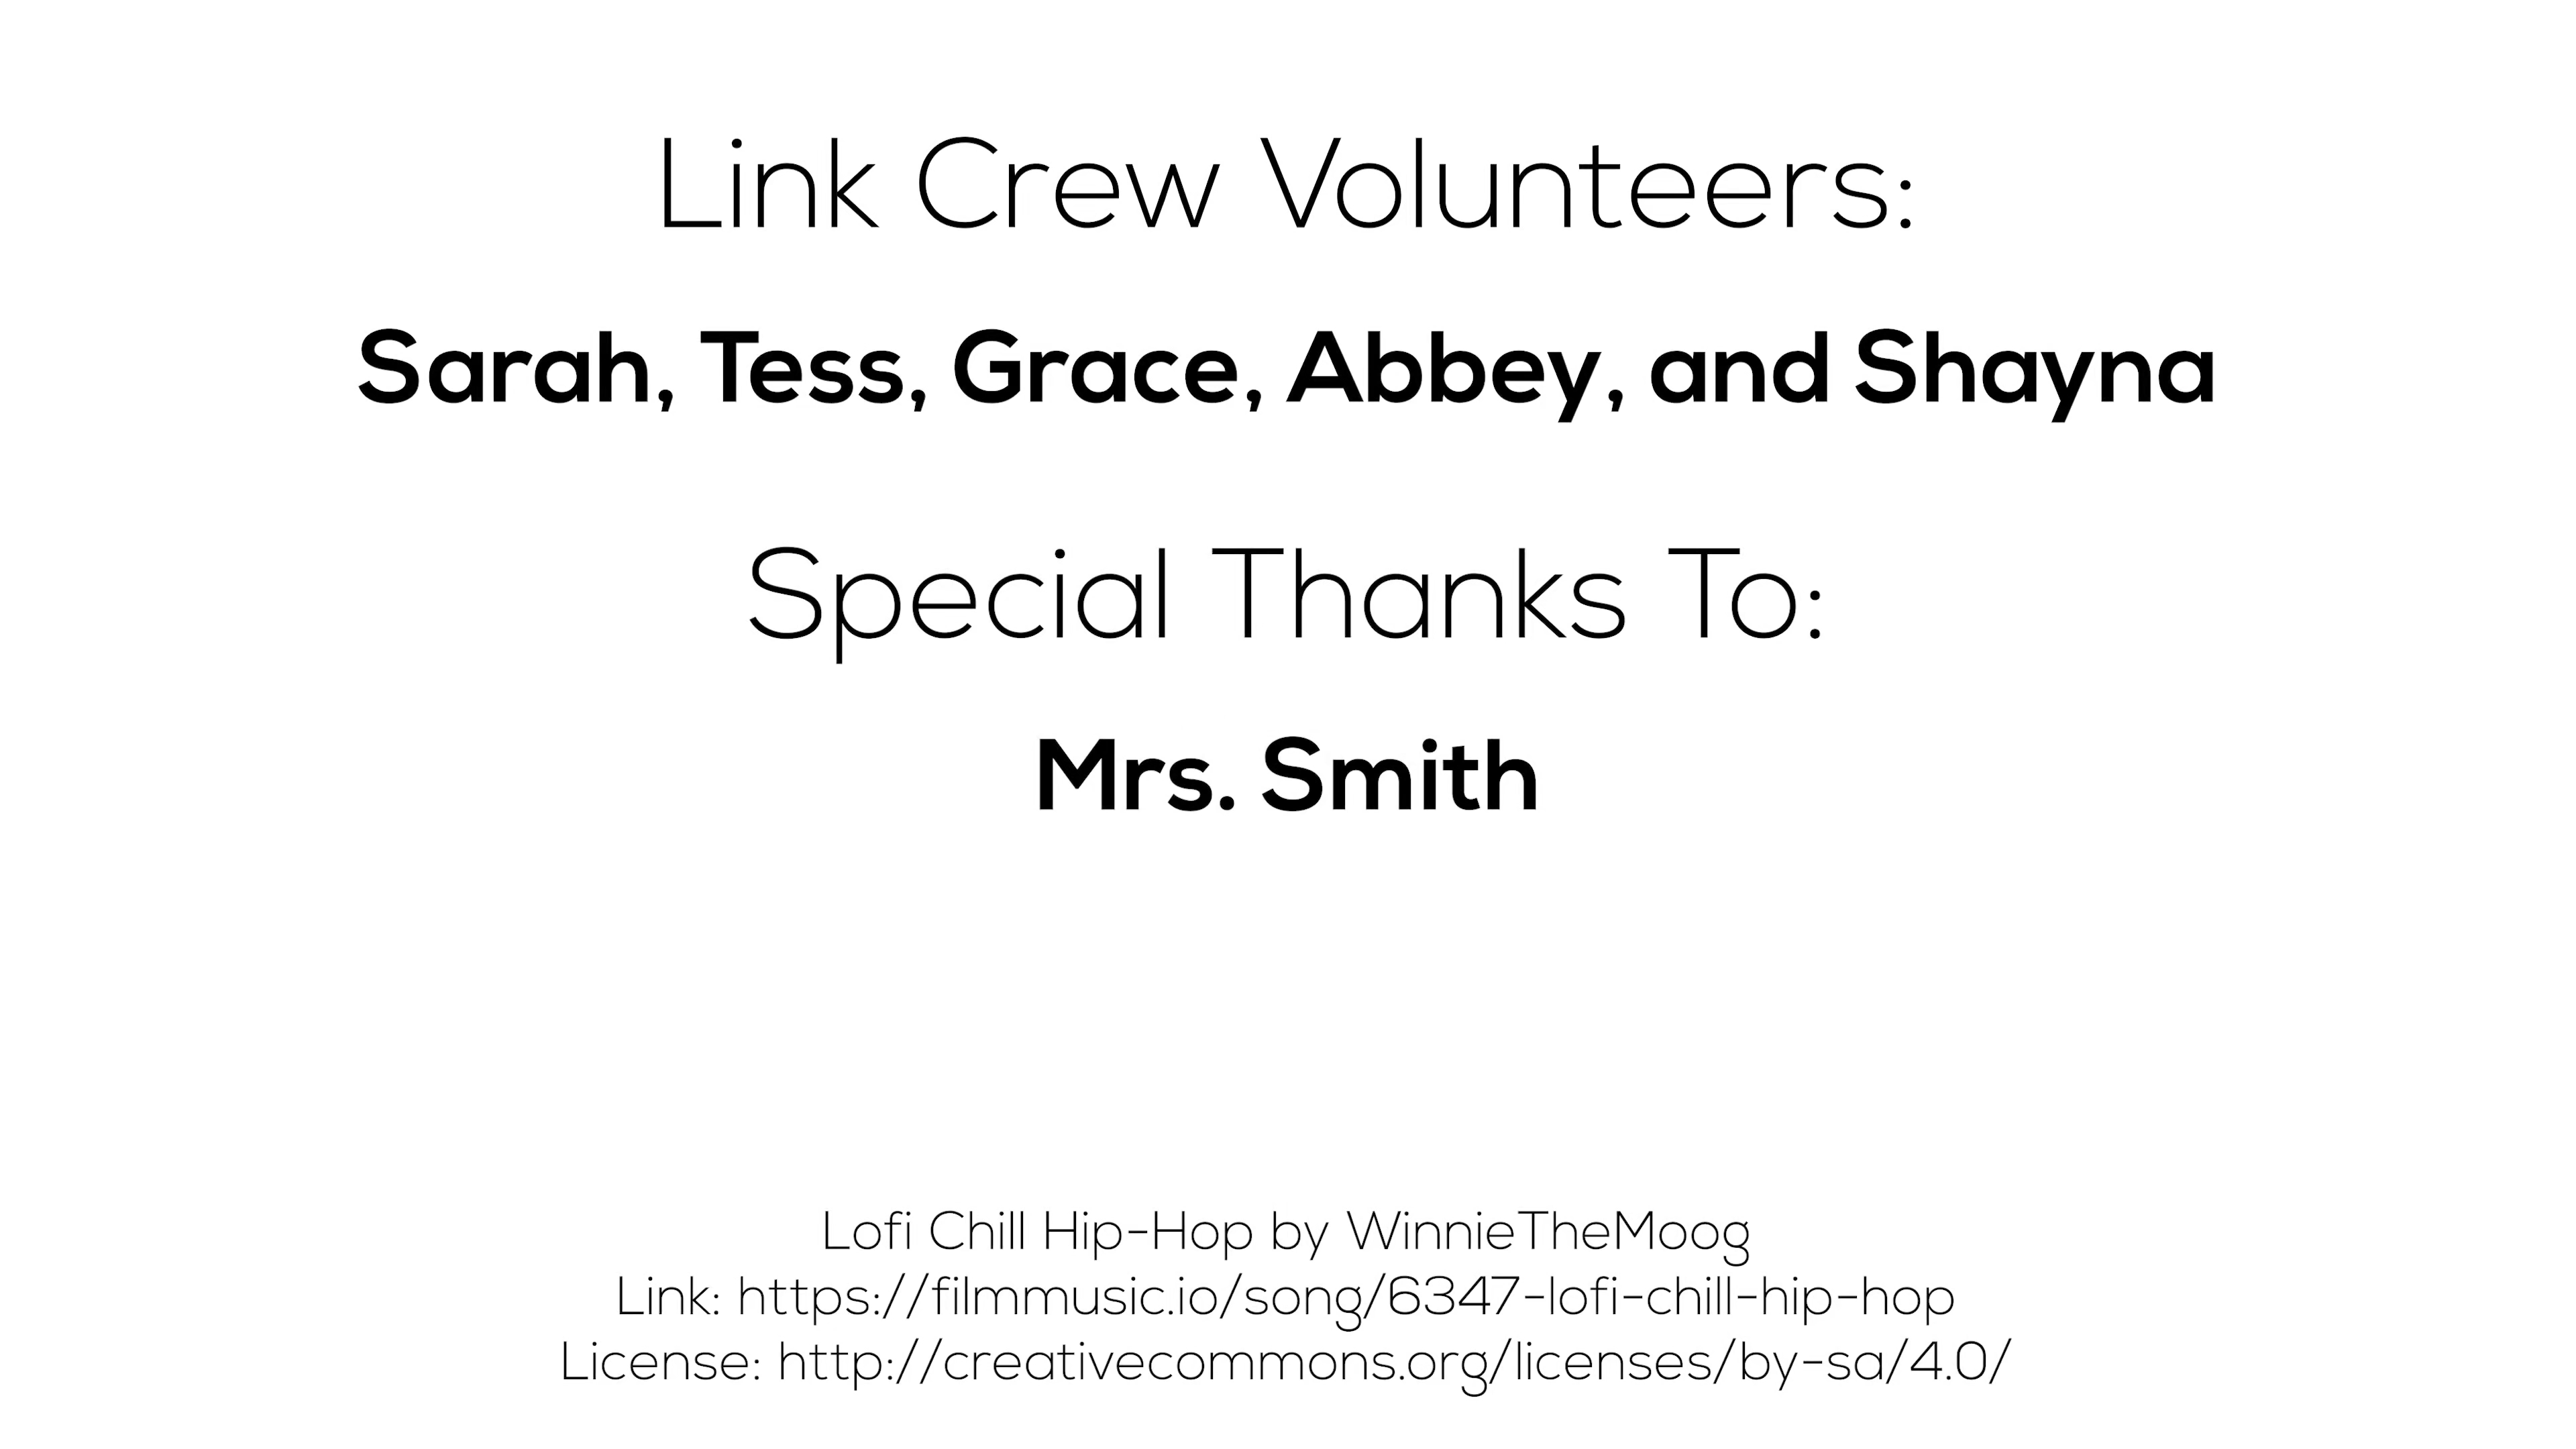 Link Crew Volunteers:
Sarah, Tess, Grace, Abbey, and Shayna
Special Thanks To:
Mrs. Smith
Lofi Chill Hip-Hop by WinnieTheMoog
Link: https://filmmusic.io/song/6347-lofi-chill-hip-hop
License: http://creativecommons.org/licenses/by-sa/4.0/